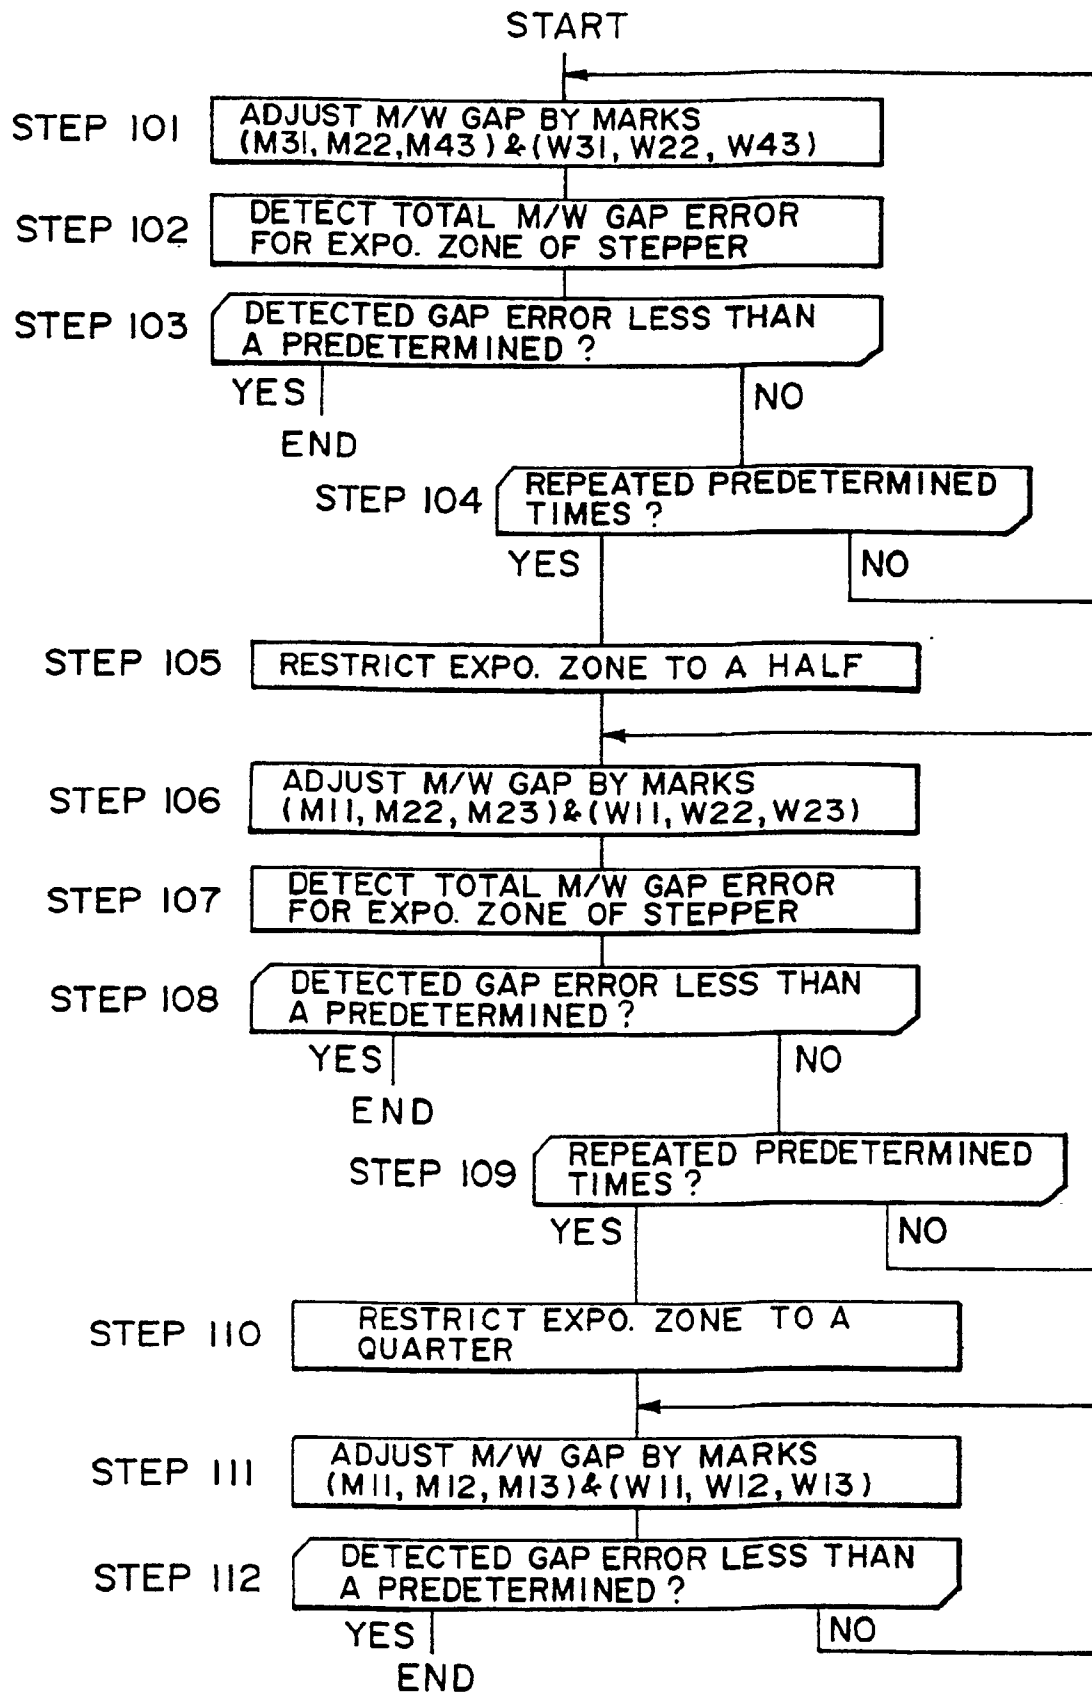 START
STEP 101
ADJUST M/W GAP BY MARKS
(M31, M22, M43) & (W31, W22, W43)
STEP 102
DETECT TOTAL M/W GAP ERROR
FOR EXPO. ZONE OF STEPPER
STEP 103
DETECTED GAP ERROR LESS THAN
A PREDETERMINED ?
YES
NO
END
STEP 104
REPEATED PREDETERMINED
TIMES ?
YES
NO
STEP 105
RESTRICT EXPO. ZONE TO A HALF
STEP 106
ADJUST M/W GAP BY MARKS
(M11, M22, M23) & (W11, W22, W23)
STEP 107
DETECT TOTAL M/W GAP ERROR
FOR EXPO. ZONE OF STEPPER
STEP 108
DETECTED GAP ERROR LESS THAN
A PREDETERMINED ?
YES
NO
END
STEP 109
REPEATED PREDETERMINED
TIMES ?
YES
NO
STEP 110
RESTRICT EXPO. ZONE TO A
QUARTER
STEP 111
ADJUST M/W GAP BY MARKS
(M11, M12, M13) & (W11, W12, W13)
STEP 112
DETECTED GAP ERROR LESS THAN
A PREDETERMINED ?
YES
NO
END